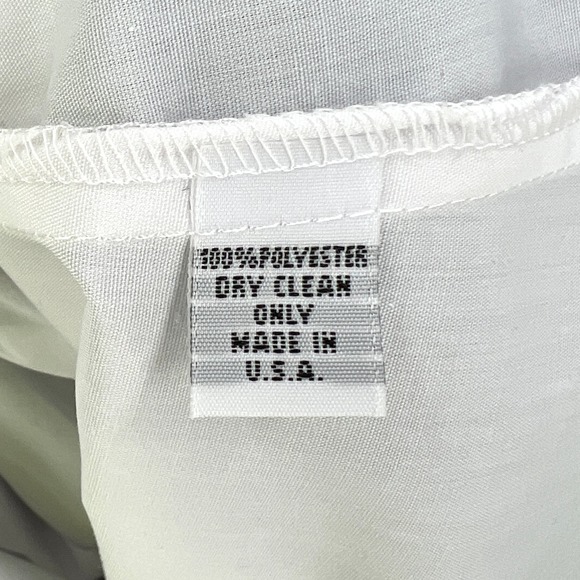 100%POLYESTER
DRY CLEAN
ONLY
MADE IN
U.S.A.